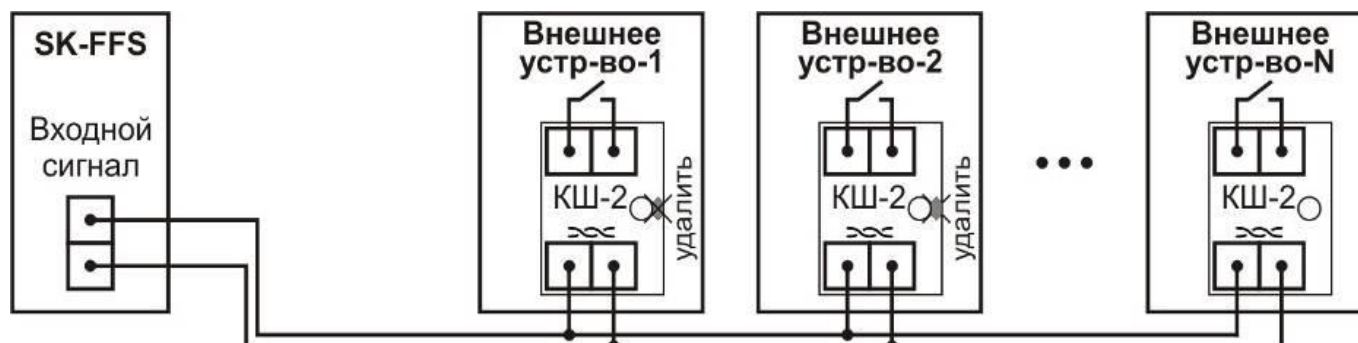 SK-FFS
Входной
сигнал
Внешнее
устр-во-1
КШ-2
удалить
Внешнее
устр-во-2
КШ-2
удалить
Внешнее
устр-во-N
КШ-2